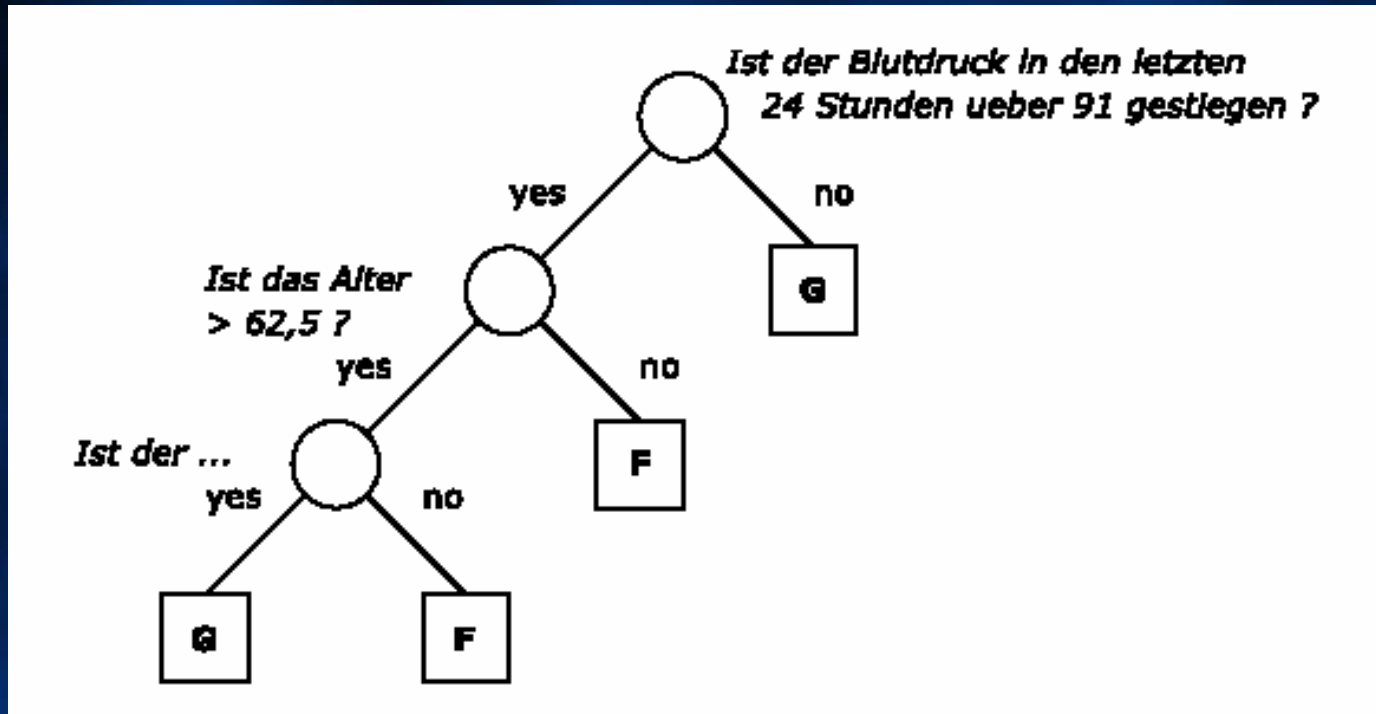 Ist der Blutdruck in den letzten
24 Stunden ueber 91 gestiegen ?
yes
no
Ist das Alter
> 62,5 ?
G
yes
no
Ist der ...
F
yes
no
G
F